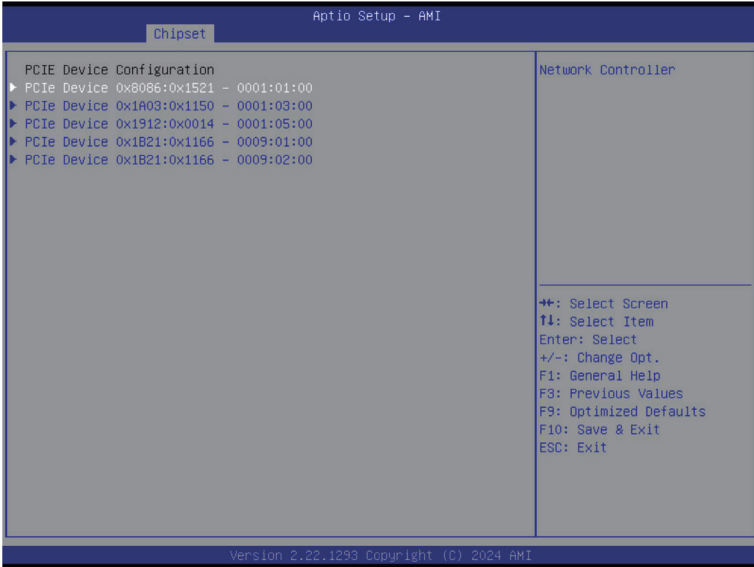 Aptio Setup – AMI
Chipset
PCIE Device Configuration
PCIe Device 0x8086:0x1521 – 0001:01:00
PCIe Device 0x1A03:0x1150 – 0001:03:00
PCIe Device 0x1912:0x0014 – 0001:05:00
PCIe Device 0x1B21:0x1166 – 0009:01:00
PCIe Device 0x1B21:0x1166 – 0009:02:00
Network Controller
→←: Select Screen
↑↓: Select Item
Enter: Select
+/-: Change Opt.
F1: General Help
F3: Previous Values
F9: Optimized Defaults
F10: Save & Exit
ESC: Exit
Version 2.22.1293 Copyright (C) 2024 AMI